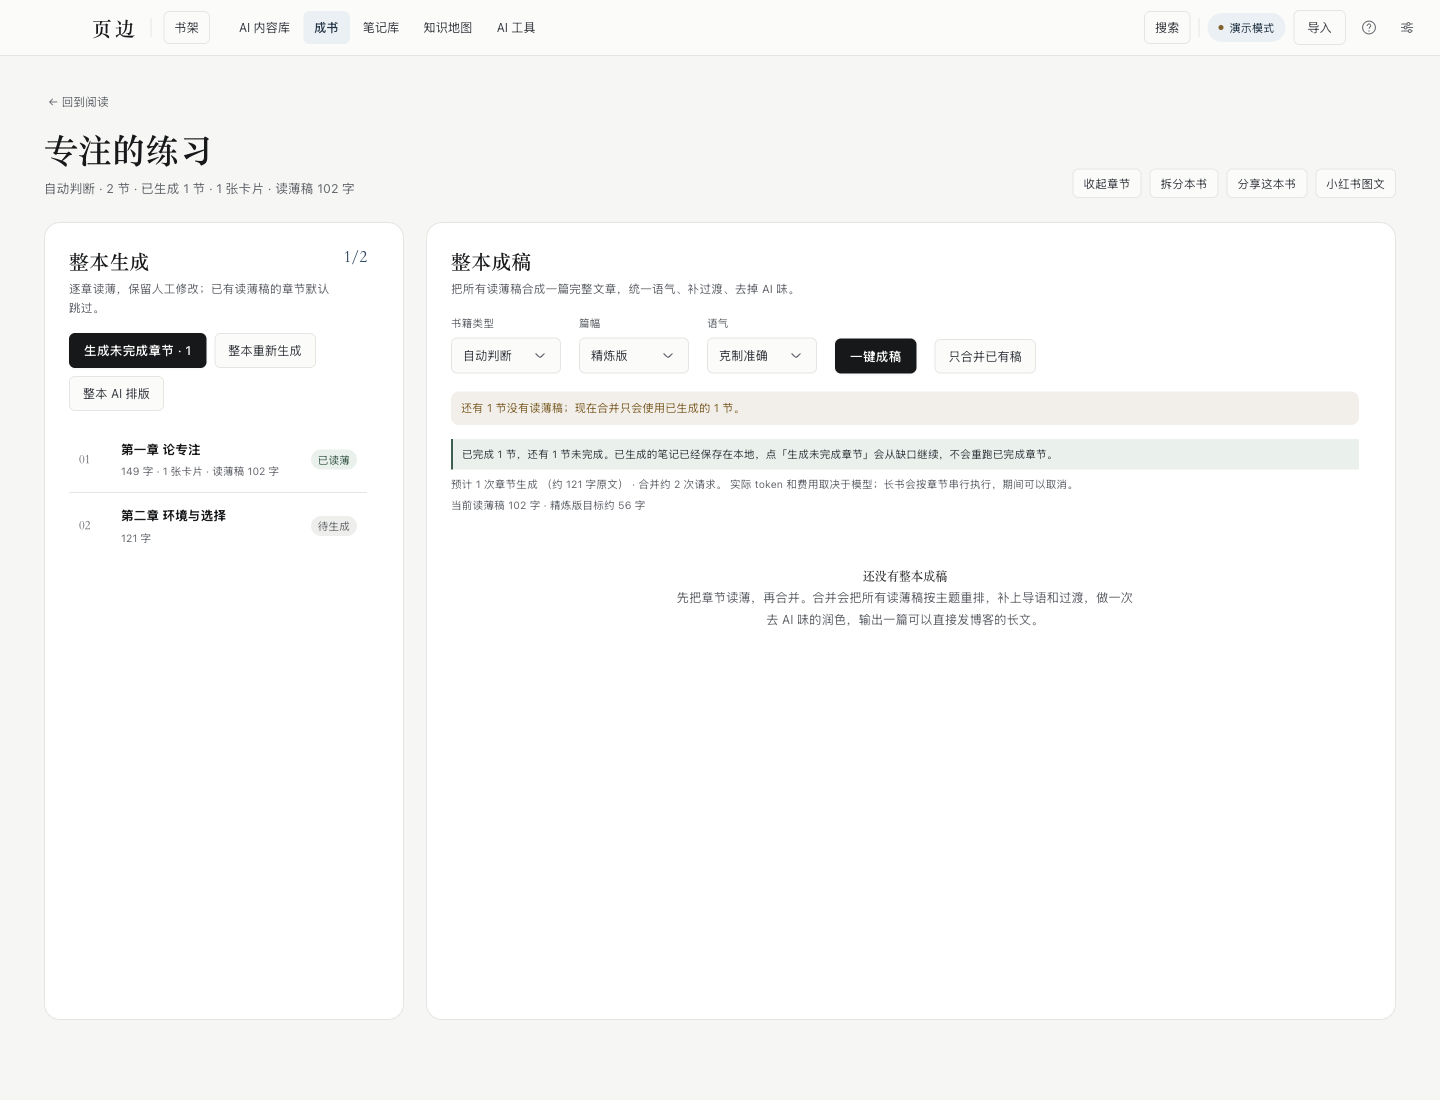 页边
书架
AI 内容库
成书
笔记库
知识地图
AI 工具
搜索
演示模式
导入
← 回到阅读
专注的练习
自动判断 · 2 节 · 已生成 1 节 · 1 张卡片 · 读薄稿 102 字
收起章节
拆分本书
分享这本书
小红书图文
整本生成
1/2
逐章读薄，保留人工修改；已有读薄稿的章节默认
跳过。
生成未完成章节 · 1
整本重新生成
整本 AI 排版
01
第一章 论专注
149 字 · 1 张卡片 · 读薄稿 102 字
已读薄
02
第二章 环境与选择
121 字
待生成
整本成稿
把所有读薄稿合成一篇完整文章，统一语气、补过渡、去掉 AI 味。
书籍类型
篇幅
语气
自动判断
精炼版
克制准确
一键成稿
只合并已有稿
还有 1 节没有读薄稿；现在合并只会使用已生成的 1 节。
已完成 1 节，还有 1 节未完成。已生成的笔记已经保存在本地，点「生成未完成章节」会从缺口继续，不会重跑已完成章节。
预计 1 次章节生成 （约 121 字原文） · 合并约 2 次请求。 实际 token 和费用取决于模型；长书会按章节串行执行，期间可以取消。
当前读薄稿 102 字 · 精炼版目标约 56 字
还没有整本成稿
先把章节读薄，再合并。合并会把所有读薄稿按主题重排，补上导语和过渡，做一次
去 AI 味的润色，输出一篇可以直接发博客的长文。